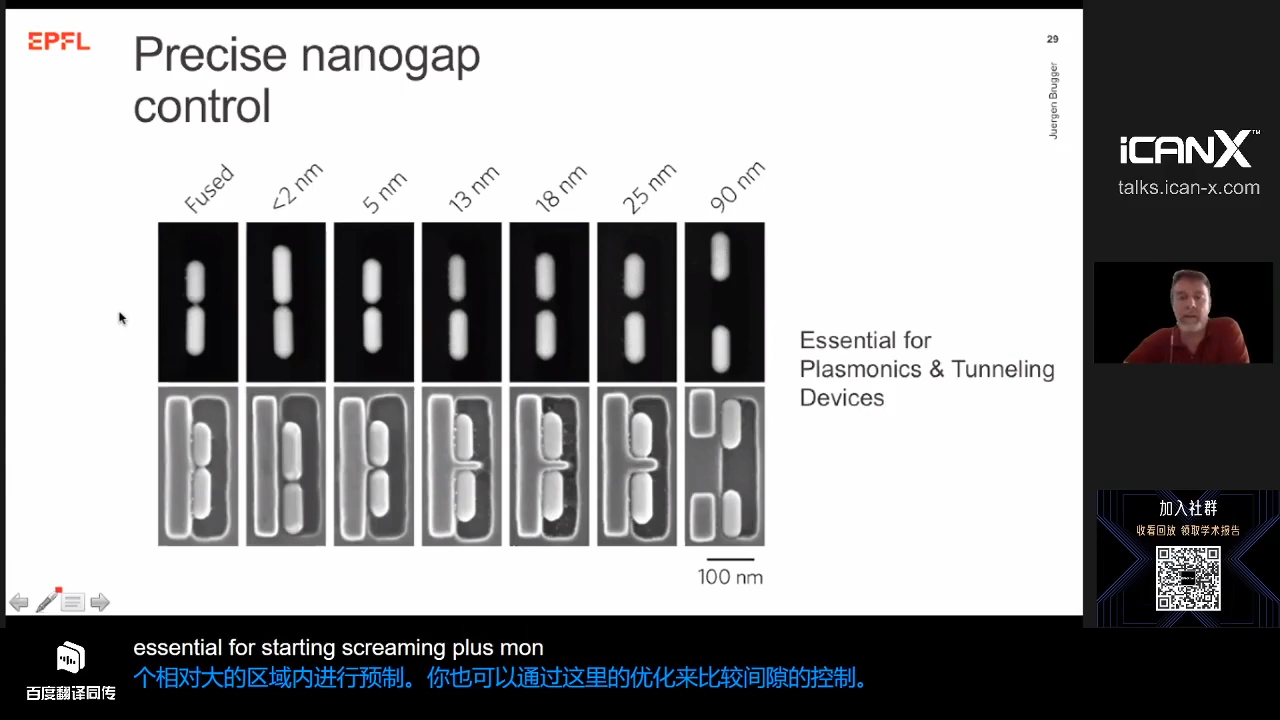 EPFL
Precise nanogap
control
29
Juergen Brugger
Fused
<2 nm
5 nm
13 nm
18 nm
25 nm
90 nm
Essential for
Plasmonics & Tunneling
Devices
100 nm
iCANX™
talks.ican-x.com
加入社群
收看回放 领取学术报告
百度翻译同传
essential for starting screaming plus mon
个相对大的区域内进行预制。你也可以通过这里的优化来比较间隙的控制。